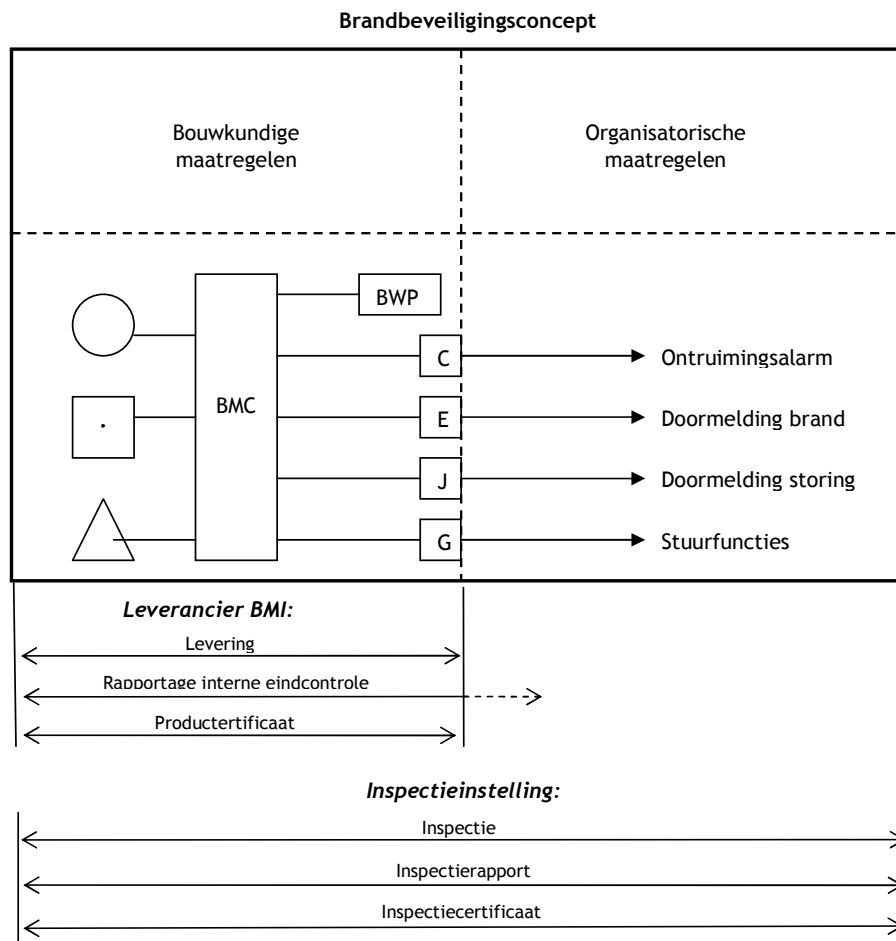 Brandbeveiligingsconcept
Bouwkundige
maatregelen
Organisatorische
maatregelen
BMC
BWP
C
Ontruimingsalarm
E
Doormelding brand
J
Doormelding storing
G
Stuurfuncties
Leverancier BMI:
Levering
Rapportage interne eindcontrole
Productertificaat
Inspectieinstelling:
Inspectie
Inspectierapport
Inspectiecertificaat